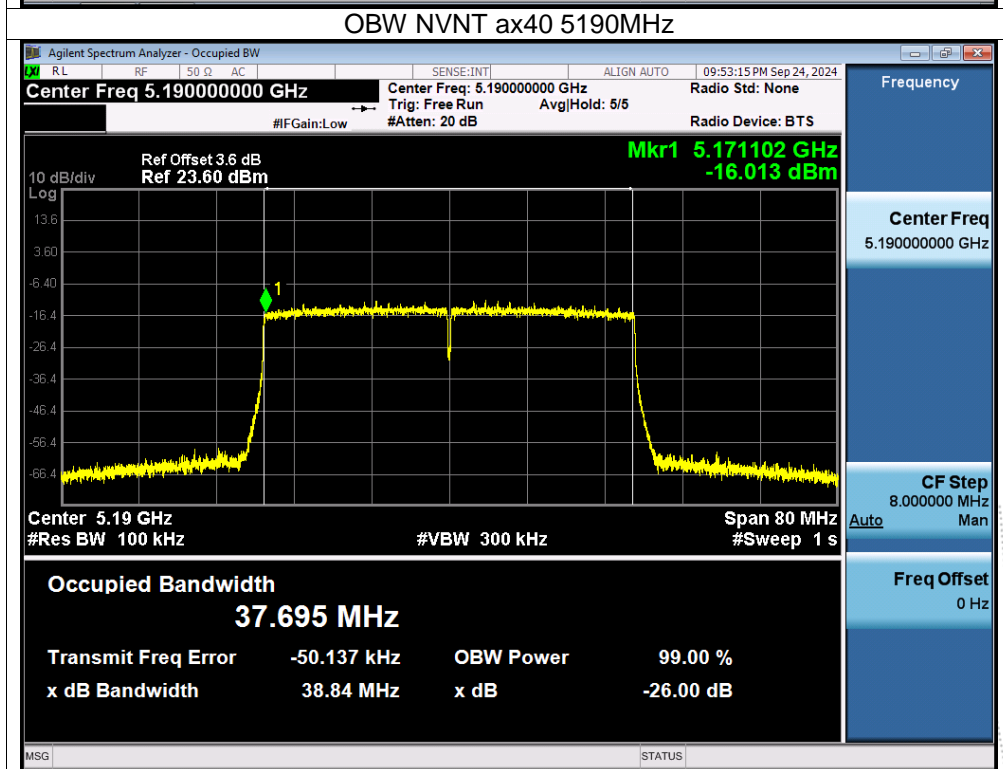 OBW NVNT ax40 5190MHz
Agilent Spectrum Analyzer - Occupied BW
LXI RL RF 50 Ω AC SENSE:INT ALIGN AUTO 09:53:15 PM Sep 24, 2024
Center Freq 5.190000000 GHz
Center Freq: 5.190000000 GHz
Radio Std: None
Trig: Free Run Avg|Hold: 5/5
#IFGain:Low
#Atten: 20 dB
Radio Device: BTS
Frequency
Mkr1 5.171102 GHz
-16.013 dBm
Ref Offset 3.6 dB
10 dB/div Ref 23.60 dBm
Log
13.6
3.60
-6.40
-16.4
-26.4
-36.4
-46.4
-56.4
-66.4
1
Center 5.19 GHz Span 80 MHz
#Res BW 100 kHz #VBW 300 kHz #Sweep 1 s
Center Freq
5.190000000 GHz
CF Step
8.000000 MHz
Auto Man
Freq Offset
0 Hz
Occupied Bandwidth
37.695 MHz
Transmit Freq Error -50.137 kHz OBW Power 99.00 %
x dB Bandwidth 38.84 MHz x dB -26.00 dB
MSG STATUS